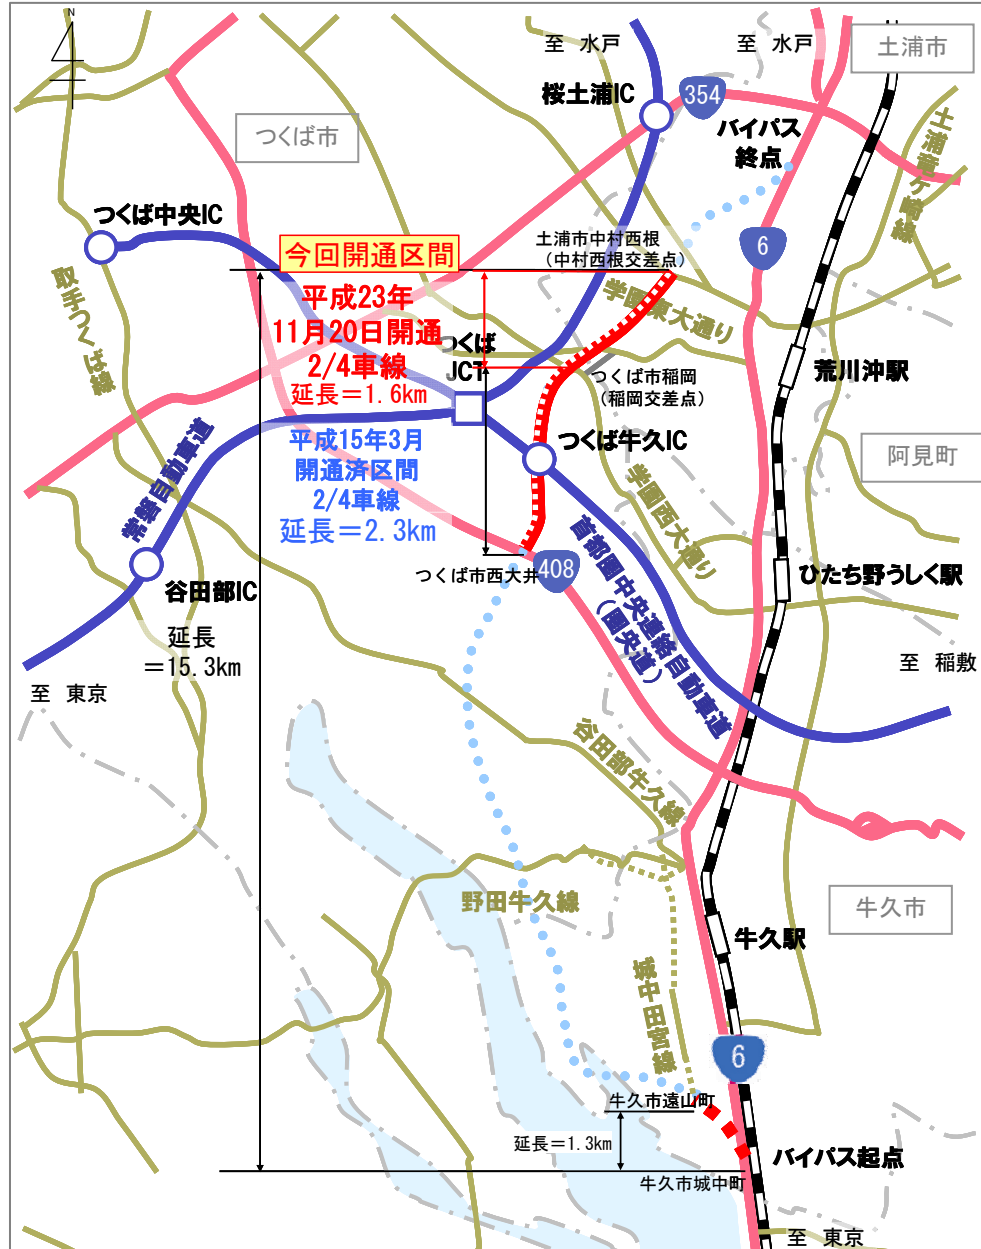 N
至 水戸
至 水戸
土浦市
桜土浦IC
354
バイパス
終点
土浦竜ケ崎線
つくば市
つくば中央IC
今回開通区間
土浦市中村西根
(中村西根交差点)
6
取手つくば線
平成23年
11月20日開通
2/4車線
延長＝1.6km
学園東大通り
つくば
JCT
つくば市稲岡
(稲岡交差点)
荒川沖駅
平成15年3月
開通済区間
2/4車線
延長＝2.3km
つくば牛久IC
阿見町
常磐自動車道
学園西大通り
つくば市西大井
408
首都圏中央連絡自動車道
(圏央道)
ひたち野うしく駅
谷田部IC
延長
＝15.3km
至 東京
至 稲敷
谷田部牛久線
野田牛久線
牛久市
牛久駅
城中田宮線
6
牛久市遠山町
延長＝1.3km
バイパス起点
牛久市城中町
至 東京